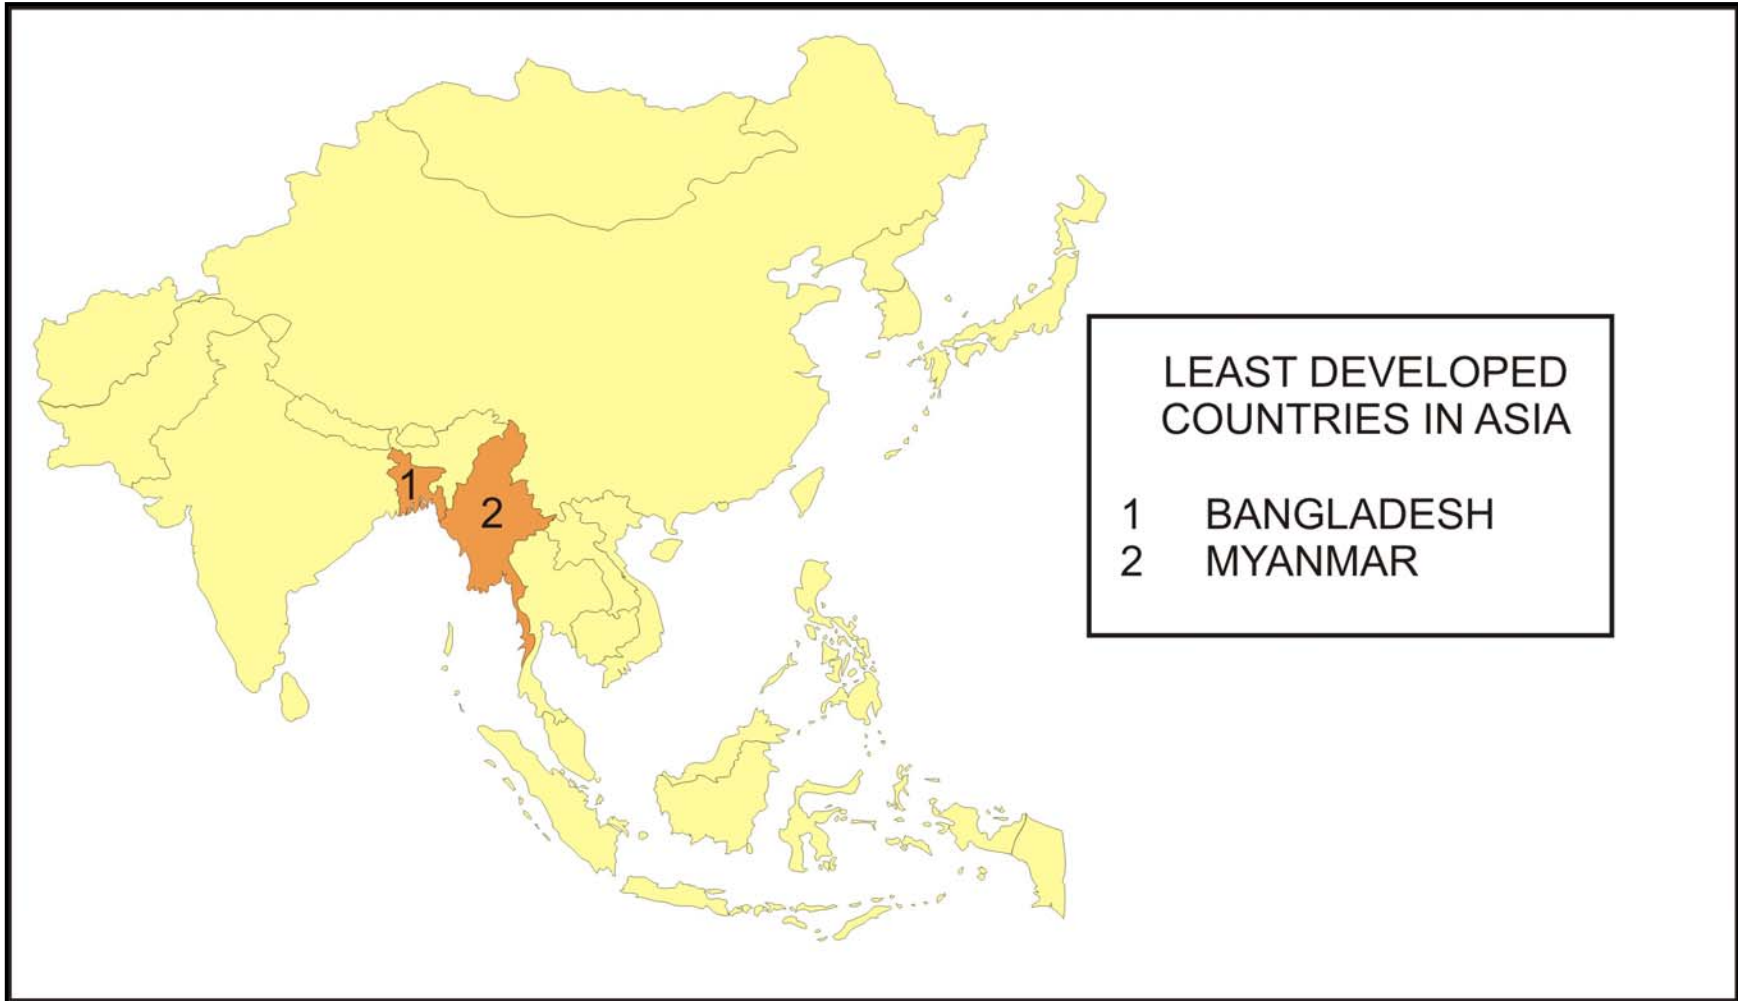 LEAST DEVELOPED
COUNTRIES IN ASIA
1 BANGLADESH
2 MYANMAR
1
2